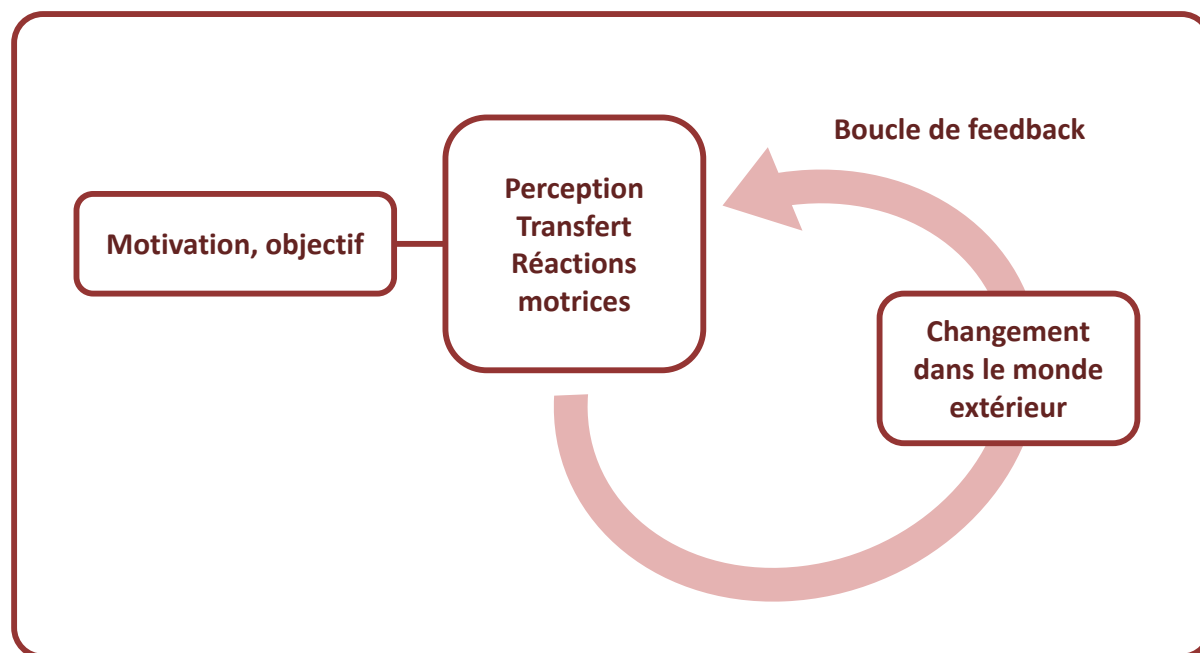 Boucle de feedback
Motivation, objectif
Perception
Transfert
Réactions
motrices
Changement
dans le monde
extérieur